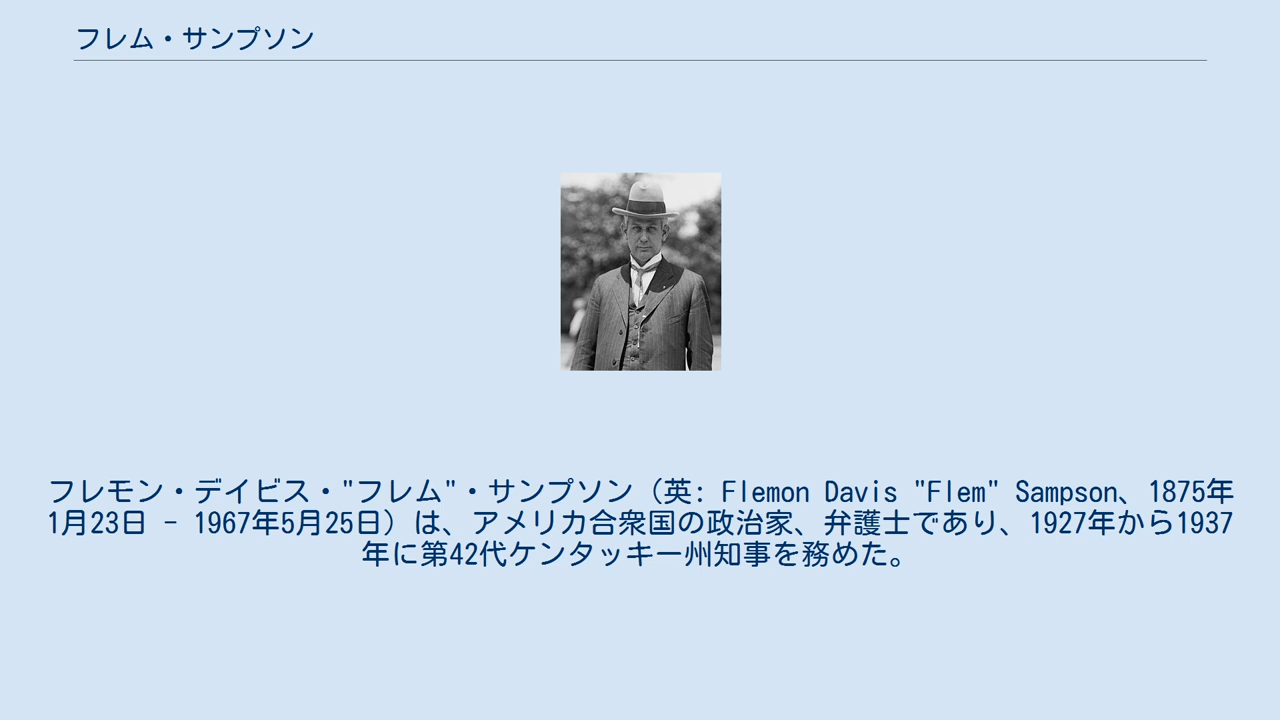 フレム・サンプソン
フレモン・デイビス・"フレム"・サンプソン（英: Flemon Davis "Flem" Sampson、1875年
1月23日 - 1967年5月25日）は、アメリカ合衆国の政治家、弁護士であり、1927年から1937
年に第42代ケンタッキー州知事を務めた。